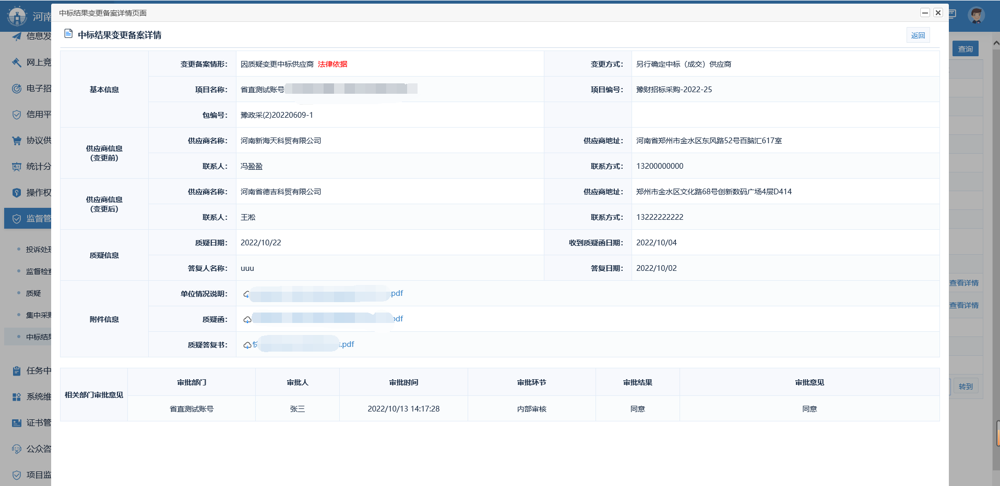 河南
中标结果变更备案详情页面
中标结果变更备案详情
返回
查询
信息发
网上竞
电子招
信用平
协议供
统计分
操作权
监督管
投诉处理
监督检查
质疑
集中采购
中标结果
任务中
系统维
证书管
公众咨
项目监
基本信息
变更备案情形： 因质疑变更中标供应商 法律依据 变更方式： 另行确定中标（成交）供应商
项目名称： 省直测试账号 项目编号： 豫财招标采购-2022-25
包编号： 豫政采(2)20220609-1
供应商信息
（变更前）
供应商名称： 河南新海天科贸有限公司 供应商地址： 河南省郑州市金水区东风路52号百脑汇617室
联系人： 冯盈盈 联系方式： 13200000000
供应商信息
（变更后）
供应商名称： 河南省德吉科贸有限公司 供应商地址： 郑州市金水区文化路68号创新数码广场4层D414
联系人： 王淞 联系方式： 13222222222
质疑信息
质疑日期： 2022/10/22 收到质疑函日期： 2022/10/04
答复人名称： uuu 答复日期： 2022/10/02
附件信息
单位情况说明： .pdf
质疑函： pdf
质疑答复书： .pdf
查看详情
查看详情
转到
相关部门审批意见
审批部门 审批人 审批时间 审批环节 审批结果 审批意见
省直测试账号 张三 2022/10/13 14:17:28 内部审核 同意 同意